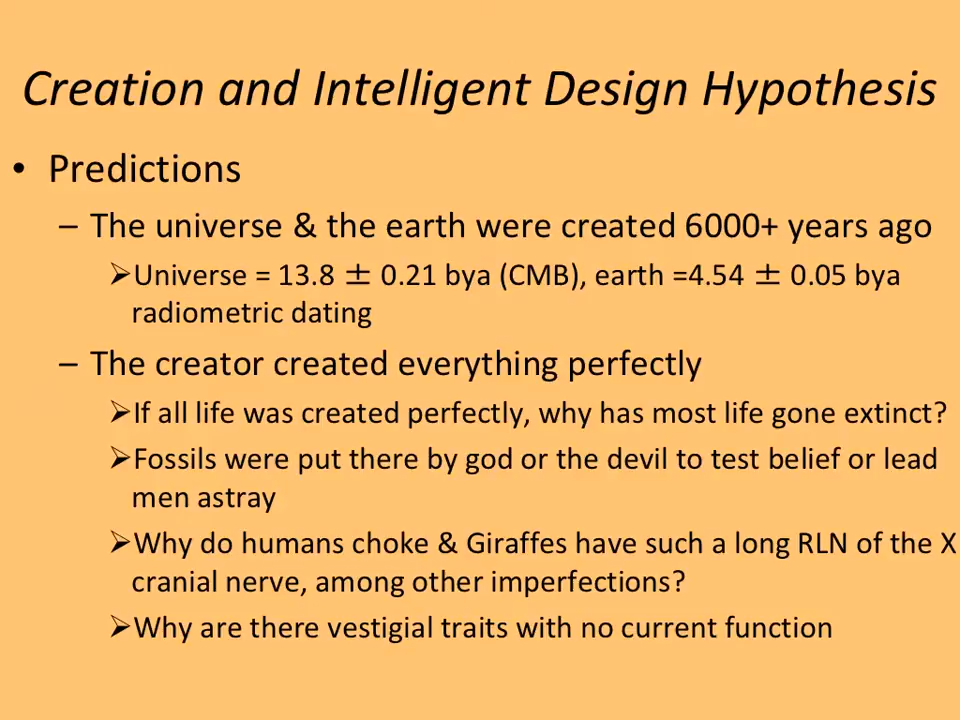 Creation and Intelligent Design Hypothesis
• Predictions
– The universe & the earth were created 6000+ years ago
➢Universe = 13.8 ± 0.21 bya (CMB), earth =4.54 ± 0.05 bya
radiometric dating
– The creator created everything perfectly
➢If all life was created perfectly, why has most life gone extinct?
➢Fossils were put there by god or the devil to test belief or lead
men astray
➢Why do humans choke & Giraffes have such a long RLN of the X
cranial nerve, among other imperfections?
➢Why are there vestigial traits with no current function